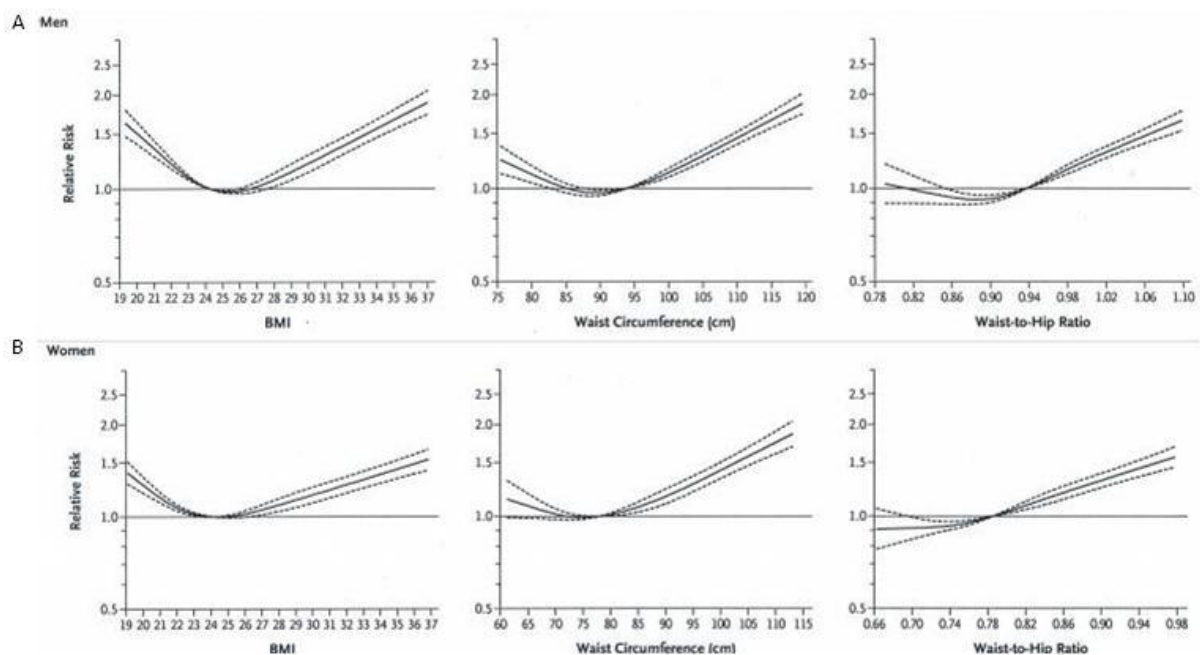 A Men
Relative Risk
2.5
2.0
1.5
1.0
0.5
19 20 21 22 23 24 25 26 27 28 29 30 31 32 33 34 35 36 37
BMI
2.5
2.0
1.5
1.0
0.5
75 80 85 90 95 100 105 110 115 120
Waist Circumference (cm)
2.5
2.0
1.5
1.0
0.5
0.78 0.82 0.86 0.90 0.94 0.98 1.02 1.06 1.10
Waist-to-Hip Ratio
B Women
Relative Risk
2.5
2.0
1.5
1.0
0.5
19 20 21 22 23 24 25 26 27 28 29 30 31 32 33 34 35 36 37
BMI
2.5
2.0
1.5
1.0
0.5
60 65 70 75 80 85 90 95 100 105 110 115
Waist Circumference (cm)
2.5
2.0
1.5
1.0
0.5
0.66 0.70 0.74 0.78 0.82 0.86 0.90 0.94 0.98
Waist-to-Hip Ratio